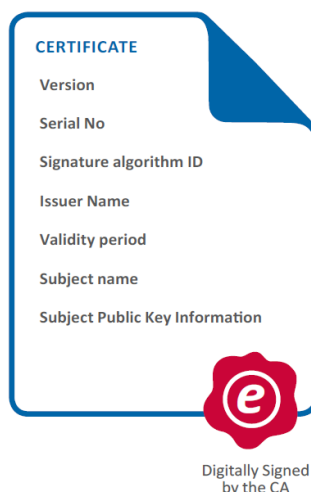 CERTIFICATE
Version
Serial No
Signature algorithm ID
Issuer Name
Validity period
Subject name
Subject Public Key Information
e
Digitally Signed
by the CA